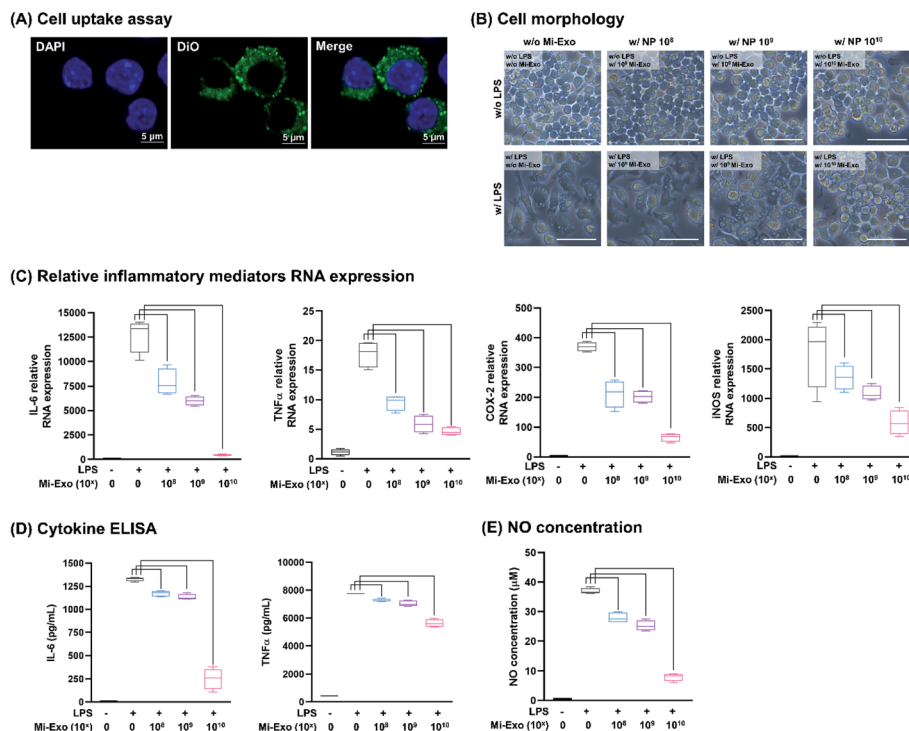 (A) Cell uptake assay
DAPI
DiO
Merge
5 μm
5 μm
5 μm
(B) Cell morphology
w/o Mi-Exo
w/ NP 10⁸
w/ NP 10⁹
w/ NP 10¹⁰
w/o LPS
w/o LPS
w/o Mi-Exo
w/o LPS
w/ 10⁸ Mi-Exo
w/o LPS
w/ 10⁹ Mi-Exo
w/o LPS
w/ 10¹⁰ Mi-Exo
w/ LPS
w/ LPS
w/o Mi-Exo
w/ LPS
w/ 10⁸ Mi-Exo
w/ LPS
w/ 10⁹ Mi-Exo
w/ LPS
w/ 10¹⁰ Mi-Exo
(C) Relative inflammatory mediators RNA expression
IL-6 relative
RNA expression
15000
12500
10000
7500
5000
2500
0
LPS - + + + +
Mi-Exo (10ˣ) 0 0 10⁸ 10⁹ 10¹⁰
TNFα relative
RNA expression
25
20
15
10
5
0
LPS - + + + +
Mi-Exo (10ˣ) 0 0 10⁸ 10⁹ 10¹⁰
COX-2 relative
RNA expression
500
400
300
200
100
0
LPS - + + + +
Mi-Exo (10ˣ) 0 0 10⁸ 10⁹ 10¹⁰
iNOS relative
RNA expression
2500
2000
1500
1000
500
0
LPS - + + + +
Mi-Exo (10ˣ) 0 0 10⁸ 10⁹ 10¹⁰
(D) Cytokine ELISA
IL-6 (pg/mL)
1500
1250
1000
750
500
250
0
LPS - + + + +
Mi-Exo (10ˣ) 0 0 10⁸ 10⁹ 10¹⁰
TNFα (pg/mL)
10000
8000
6000
4000
2000
0
LPS - + + + +
Mi-Exo (10ˣ) 0 0 10⁸ 10⁹ 10¹⁰
(E) NO concentration
NO concentration (μM)
50
40
30
20
10
0
LPS - + + + +
Mi-Exo (10ˣ) 0 0 10⁸ 10⁹ 10¹⁰